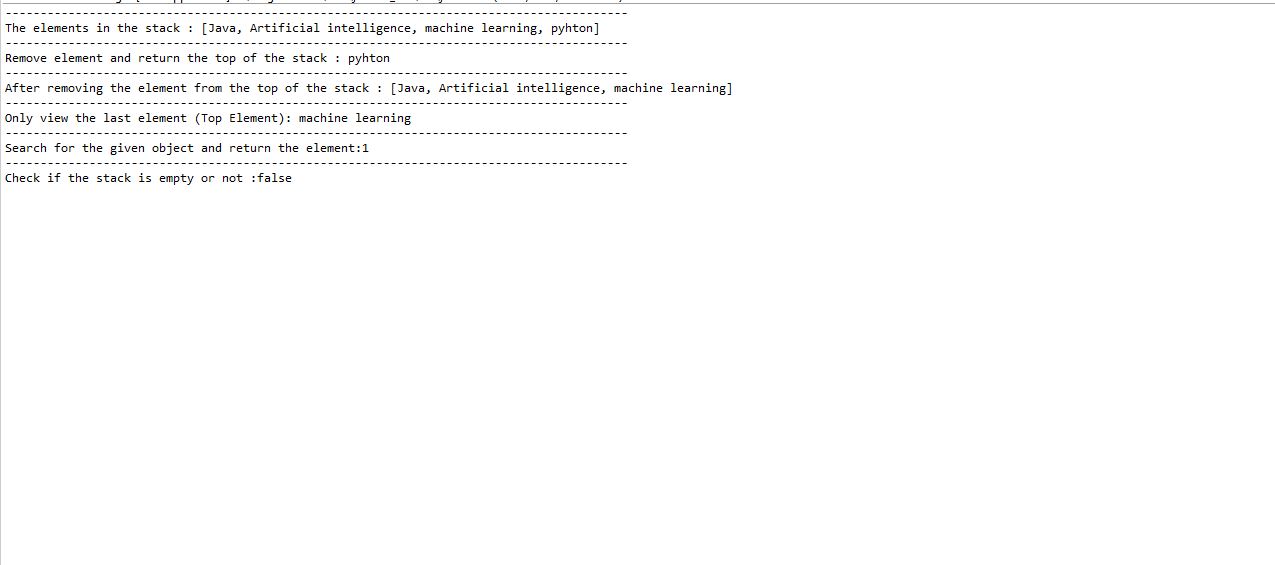 --------------------------------------------------------------------------------
The elements in the stack : [Java, Artificial intelligence, machine learning, pyhton]
--------------------------------------------------------------------------------
Remove element and return the top of the stack : pyhton
--------------------------------------------------------------------------------
After removing the element from the top of the stack : [Java, Artificial intelligence, machine learning]
--------------------------------------------------------------------------------
Only view the last element (Top Element): machine learning
--------------------------------------------------------------------------------
Search for the given object and return the element:1
--------------------------------------------------------------------------------
Check if the stack is empty or not :false